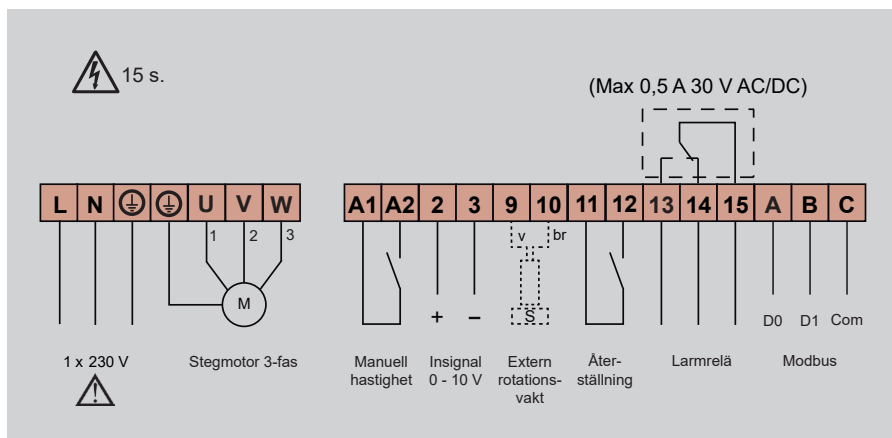 15 s.
(Max 0,5 A 30 V AC/DC)
L N U V W
A1 A2 2 3 9 10 11 12 13 14 15 A B C
1 2 3
v br
M
+ –
S
D0 D1 Com
1 x 230 V
Stegmotor 3-fas
Manuell
hastighet
Insignal
0 - 10 V
Extern
rotations-
vakt
Åter-
ställning
Larmrelä
Modbus